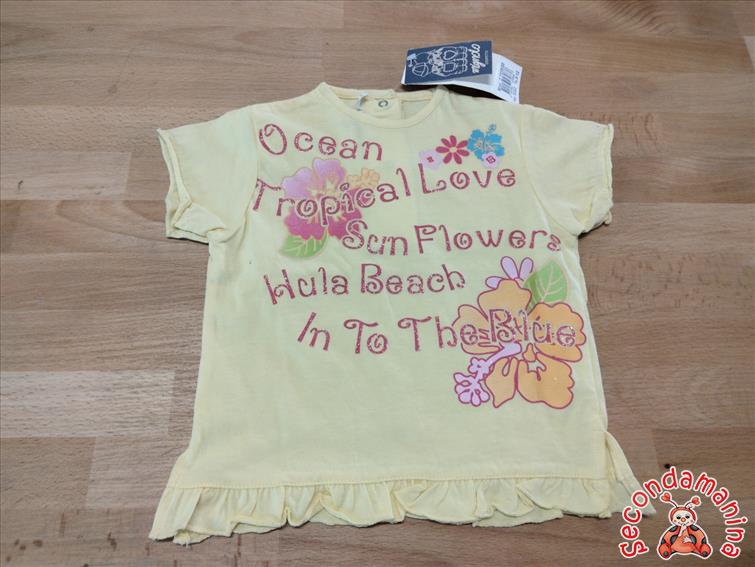 Ocean
Tropical Love
Sun Flowers
Hula Beach
In To The Blue
secondamanina